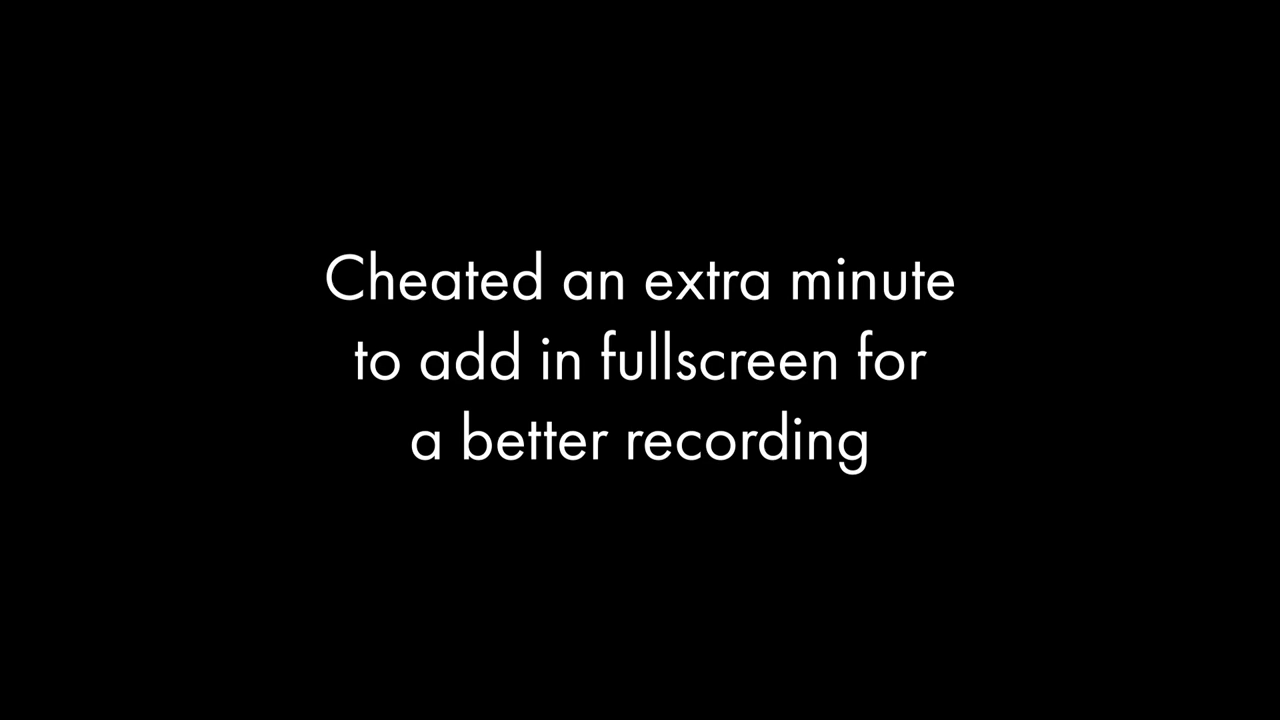 Cheated an extra minute
to add in fullscreen for
a better recording